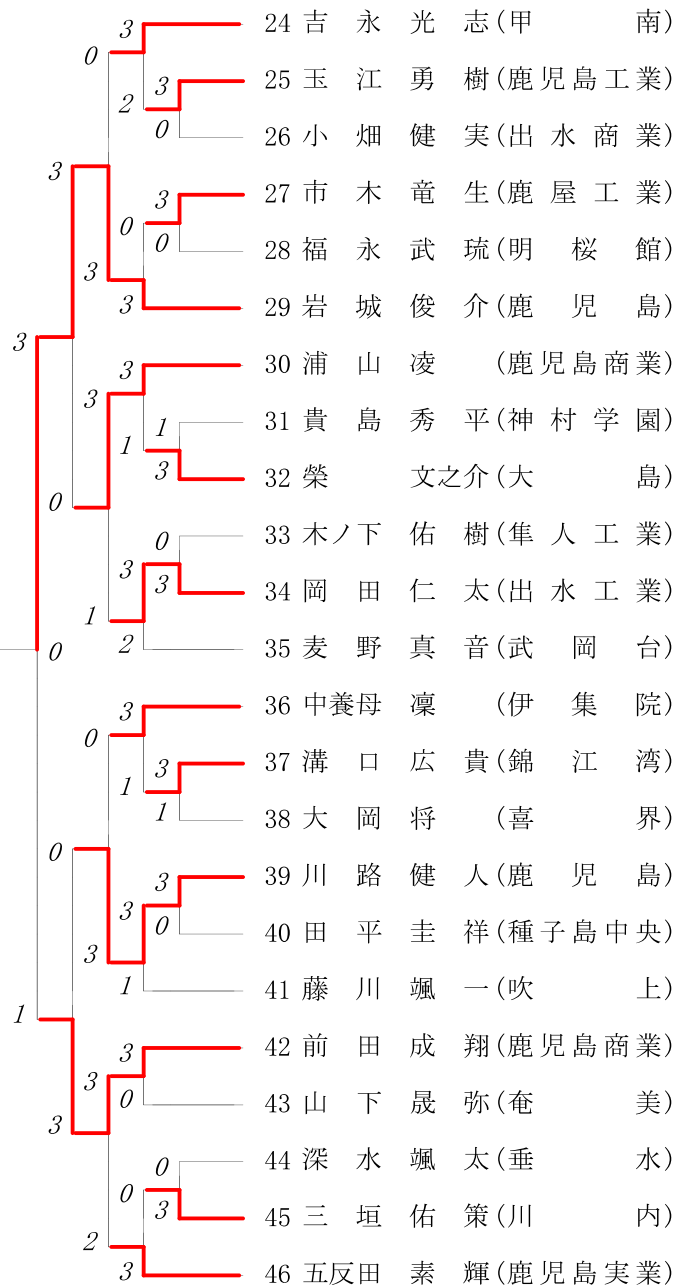 3 24 吉永光志(甲南)
0
3 25 玉江勇樹(鹿児島工業)
2
0 26 小畑健実(出水商業)
3
3 27 市木竜生(鹿屋工業)
0
0 28 福永武琉(明桜館)
3
3 29 岩城俊介(鹿児島)
3
3 30 浦山凌(鹿児島商業)
3
1 31 貴島秀平(神村学園)
1
3 32 榮文之介(大島)
0
0 33 木ノ下佑樹(隼人工業)
3
3 34 岡田仁太(出水工業)
1
2 35 麦野真音(武岡台)
0
3 36 中養母凜(伊集院)
0
3 37 溝口広貴(錦江湾)
1
1 38 大岡将(喜界)
0
3 39 川路健人(鹿児島)
3
0 40 田平圭祥(種子島中央)
3
1 41 藤川颯一(吹上)
1
3 42 前田成翔(鹿児島商業)
3
0 43 山下晟弥(奄美)
3
0 44 深水颯太(垂水)
0
3 45 三垣佑策(川内)
2
3 46 五反田素輝(鹿児島実業)